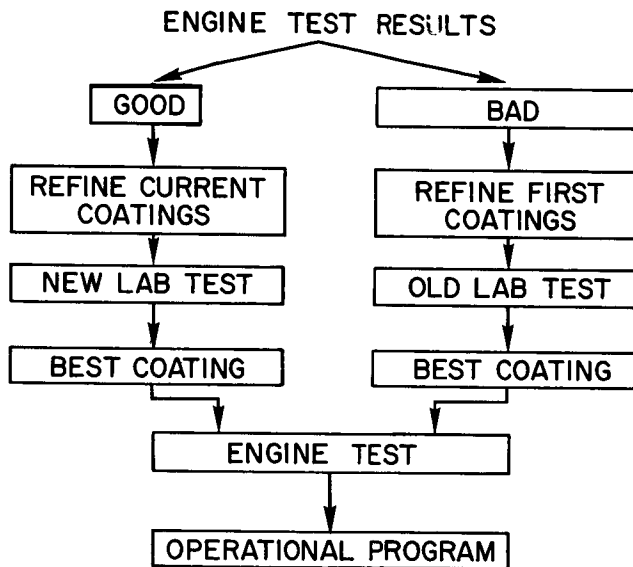 ENGINE TEST RESULTS
GOOD
BAD
REFINE CURRENT
COATINGS
REFINE FIRST
COATINGS
NEW LAB TEST
OLD LAB TEST
BEST COATING
BEST COATING
ENGINE TEST
OPERATIONAL PROGRAM